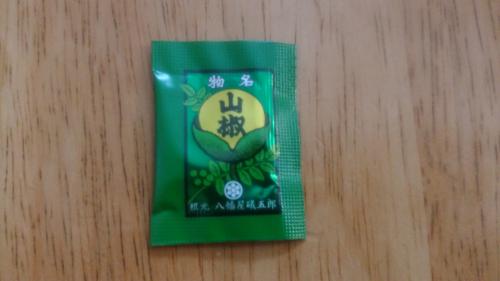 物名
山椒
根元 八幡屋礒五郎